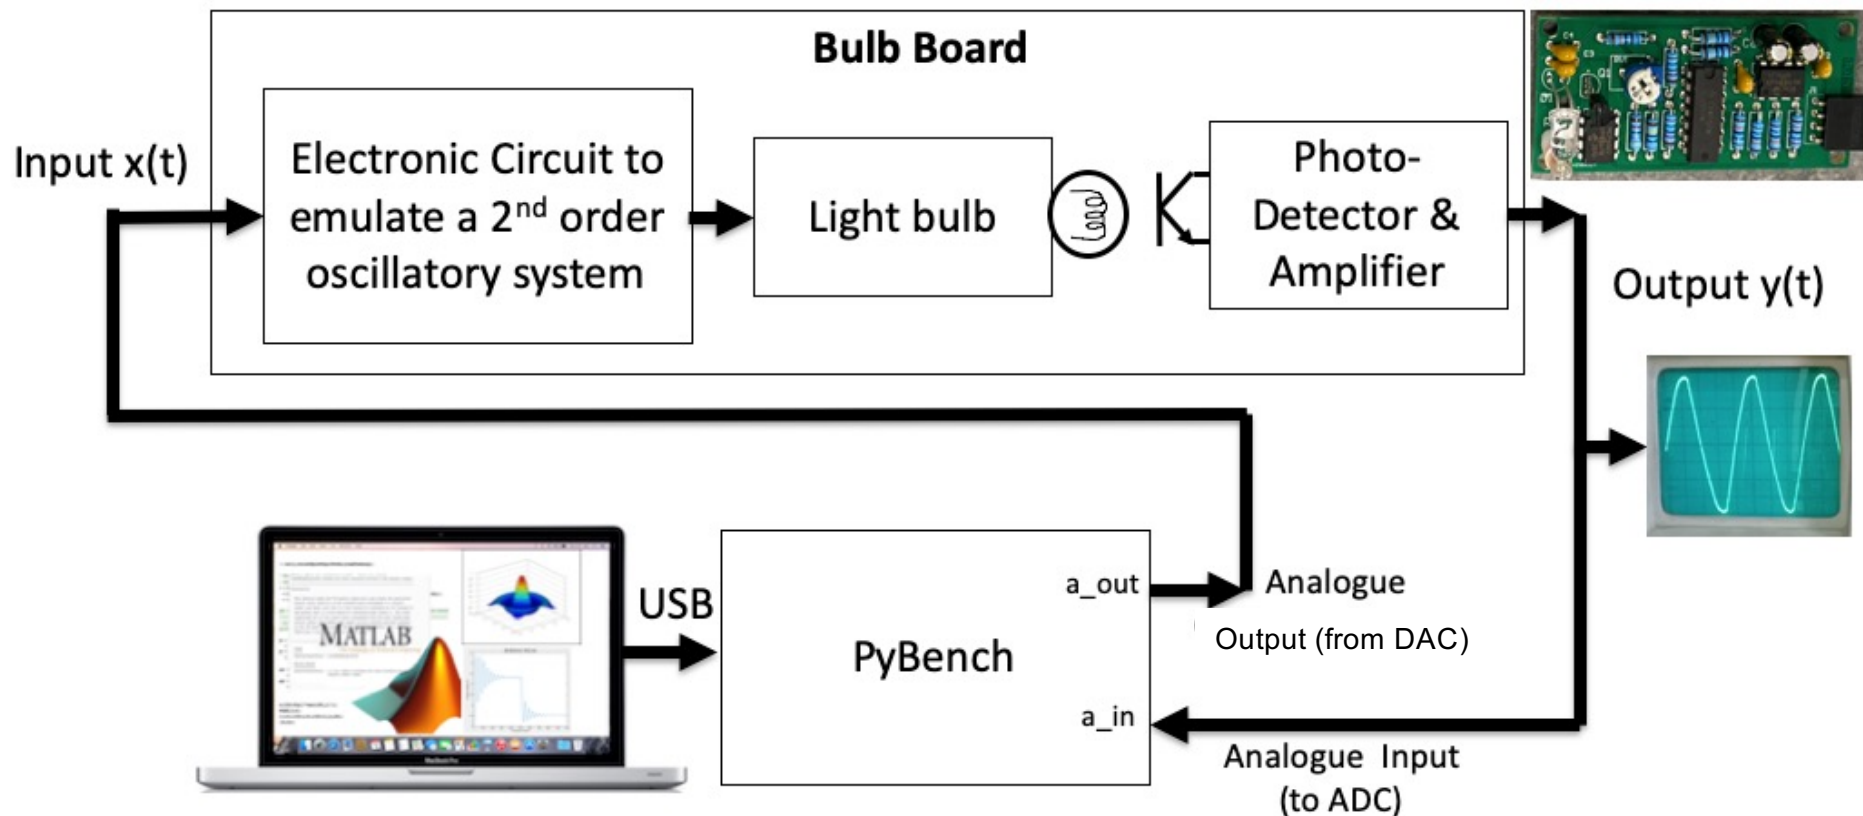 Bulb Board
Input x(t)
Electronic Circuit to
emulate a 2nd order
oscillatory system
Light bulb
Photo-
Detector &
Amplifier
Output y(t)
MATLAB
USB
PyBench
a_out
Analogue
Output (from DAC)
a_in
Analogue Input
(to ADC)